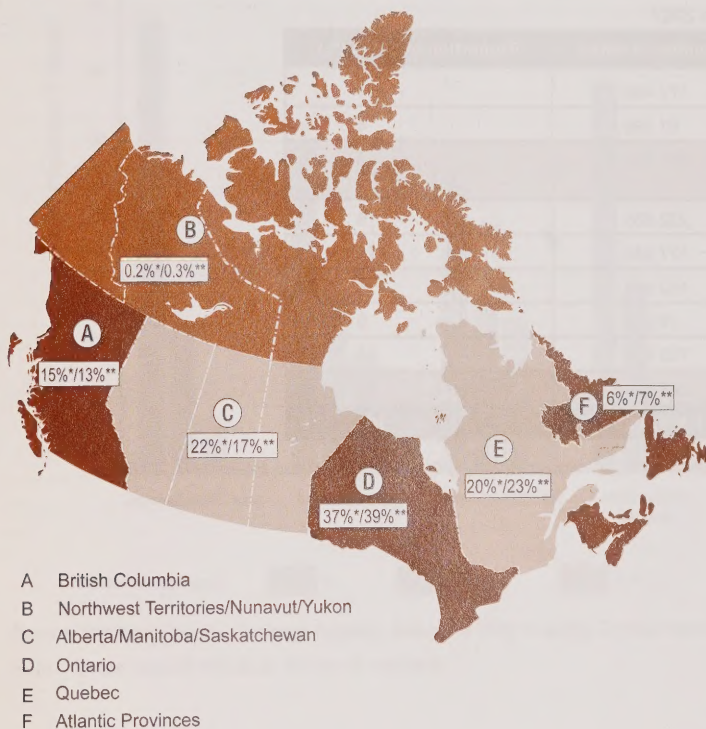 B
0.2%*/0.3%**
A
15%*/13%**
C
22%*/17%**
D
37%*/39%**
E
20%*/23%**
F
6%*/7%**
A British Columbia
B Northwest Territories/Nunavut/Yukon
C Alberta/Manitoba/Saskatchewan
D Ontario
E Quebec
F Atlantic Provinces